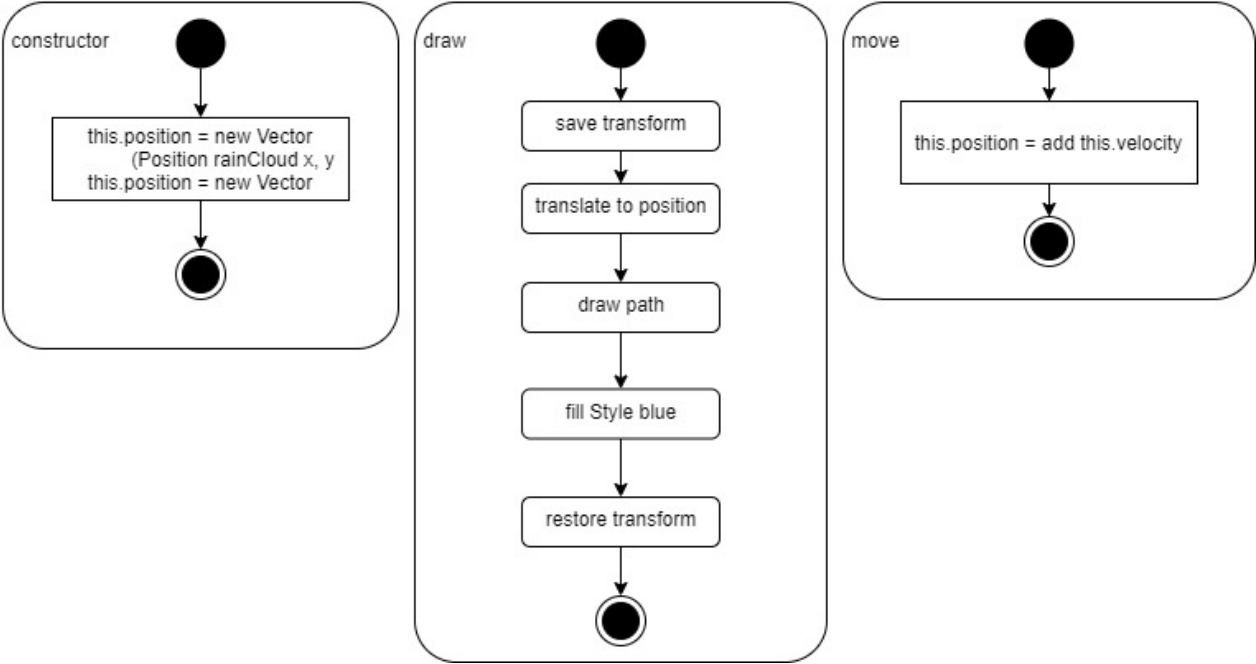 constructor
this.position = new Vector
(Position rainCloud x, y
this.position = new Vector
draw
save transform
translate to position
draw path
fill Style blue
restore transform
move
this.position = add this.velocity